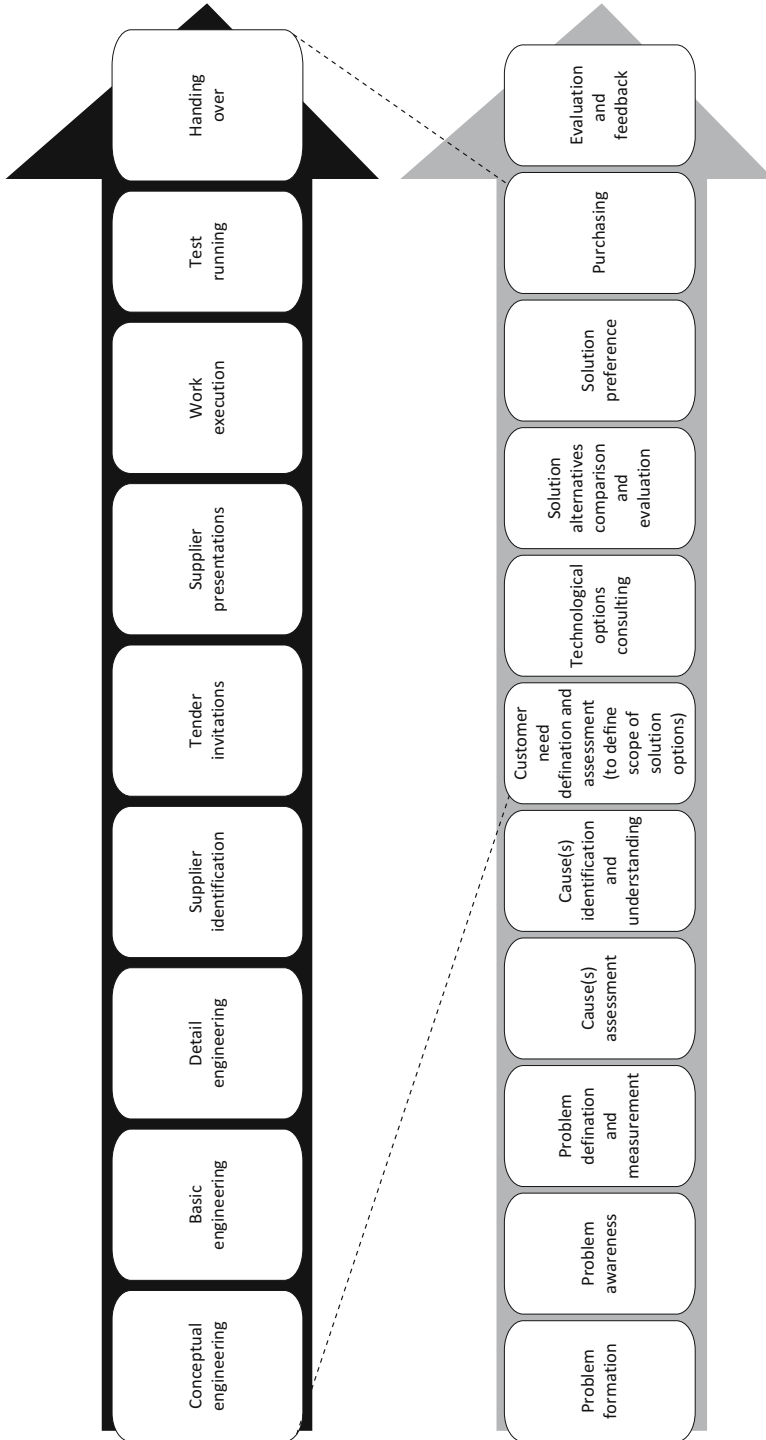 Conceptual
engineering
Basic
engineering
Detail
engineering
Supplier
identification
Tender
invitations
Supplier
presentations
Work
execution
Test
running
Handing
over
Problem
formation
Problem
awareness
Problem
defination
and
measurement
Cause(s)
assessment
Cause(s)
identification
and
understanding
Customer
need
defination and
assessment
(to define
scope of
solution
options)
Technological
options
consulting
Solution
alternatives
comparison
and
evaluation
Solution
preference
Purchasing
Evaluation
and
feedback